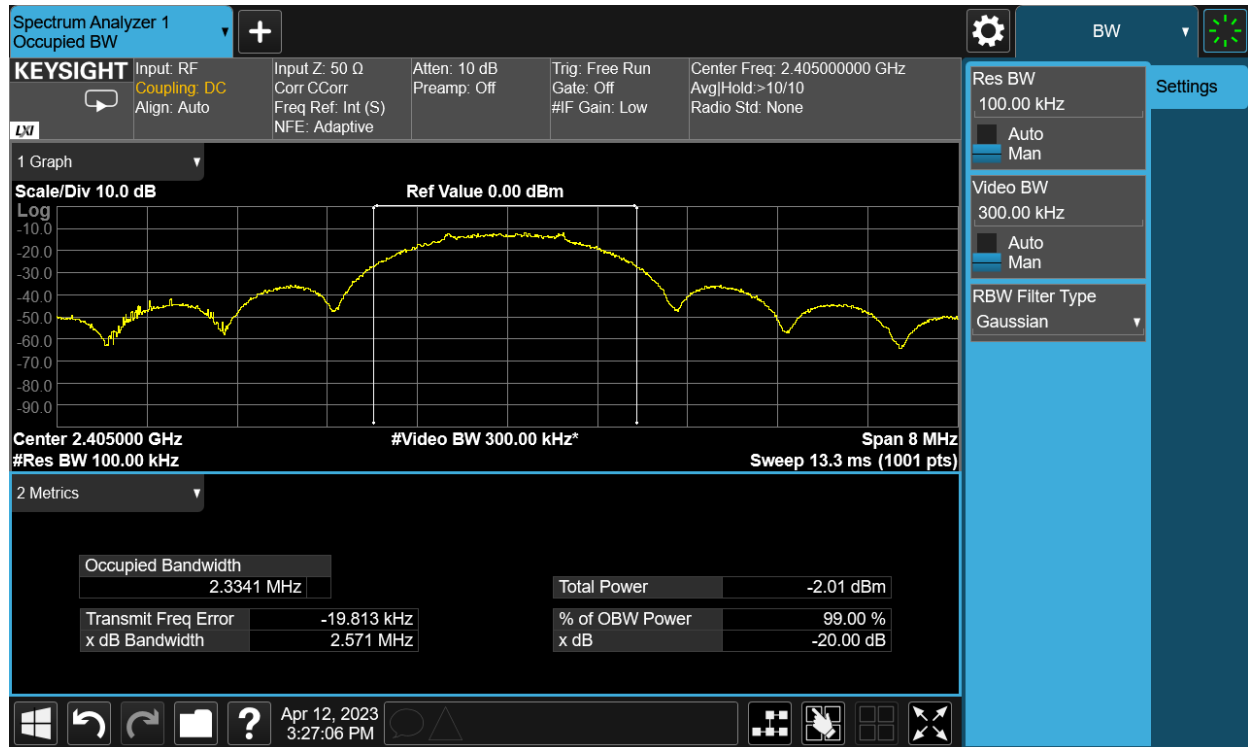 Spectrum Analyzer 1
Occupied BW
+
BW
KEYSIGHT
LXI
Input: RF
Coupling: DC
Align: Auto
Input Z: 50 Ω
Corr CCorr
Freq Ref: Int (S)
NFE: Adaptive
Atten: 10 dB
Preamp: Off
Trig: Free Run
Gate: Off
#IF Gain: Low
Center Freq: 2.405000000 GHz
Avg|Hold:>10/10
Radio Std: None
Res BW
100.00 kHz
Auto
Man
Settings
Video BW
300.00 kHz
Auto
Man
RBW Filter Type
Gaussian
1 Graph
Scale/Div 10.0 dB
Ref Value 0.00 dBm
Log
-10.0
-20.0
-30.0
-40.0
-50.0
-60.0
-70.0
-80.0
-90.0
Center 2.405000 GHz
#Video BW 300.00 kHz*
Span 8 MHz
#Res BW 100.00 kHz
Sweep 13.3 ms (1001 pts)
2 Metrics
Occupied Bandwidth
2.3341 MHz
Total Power -2.01 dBm
Transmit Freq Error -19.813 kHz
% of OBW Power 99.00 %
x dB Bandwidth 2.571 MHz
x dB -20.00 dB
?
Apr 12, 2023
3:27:06 PM